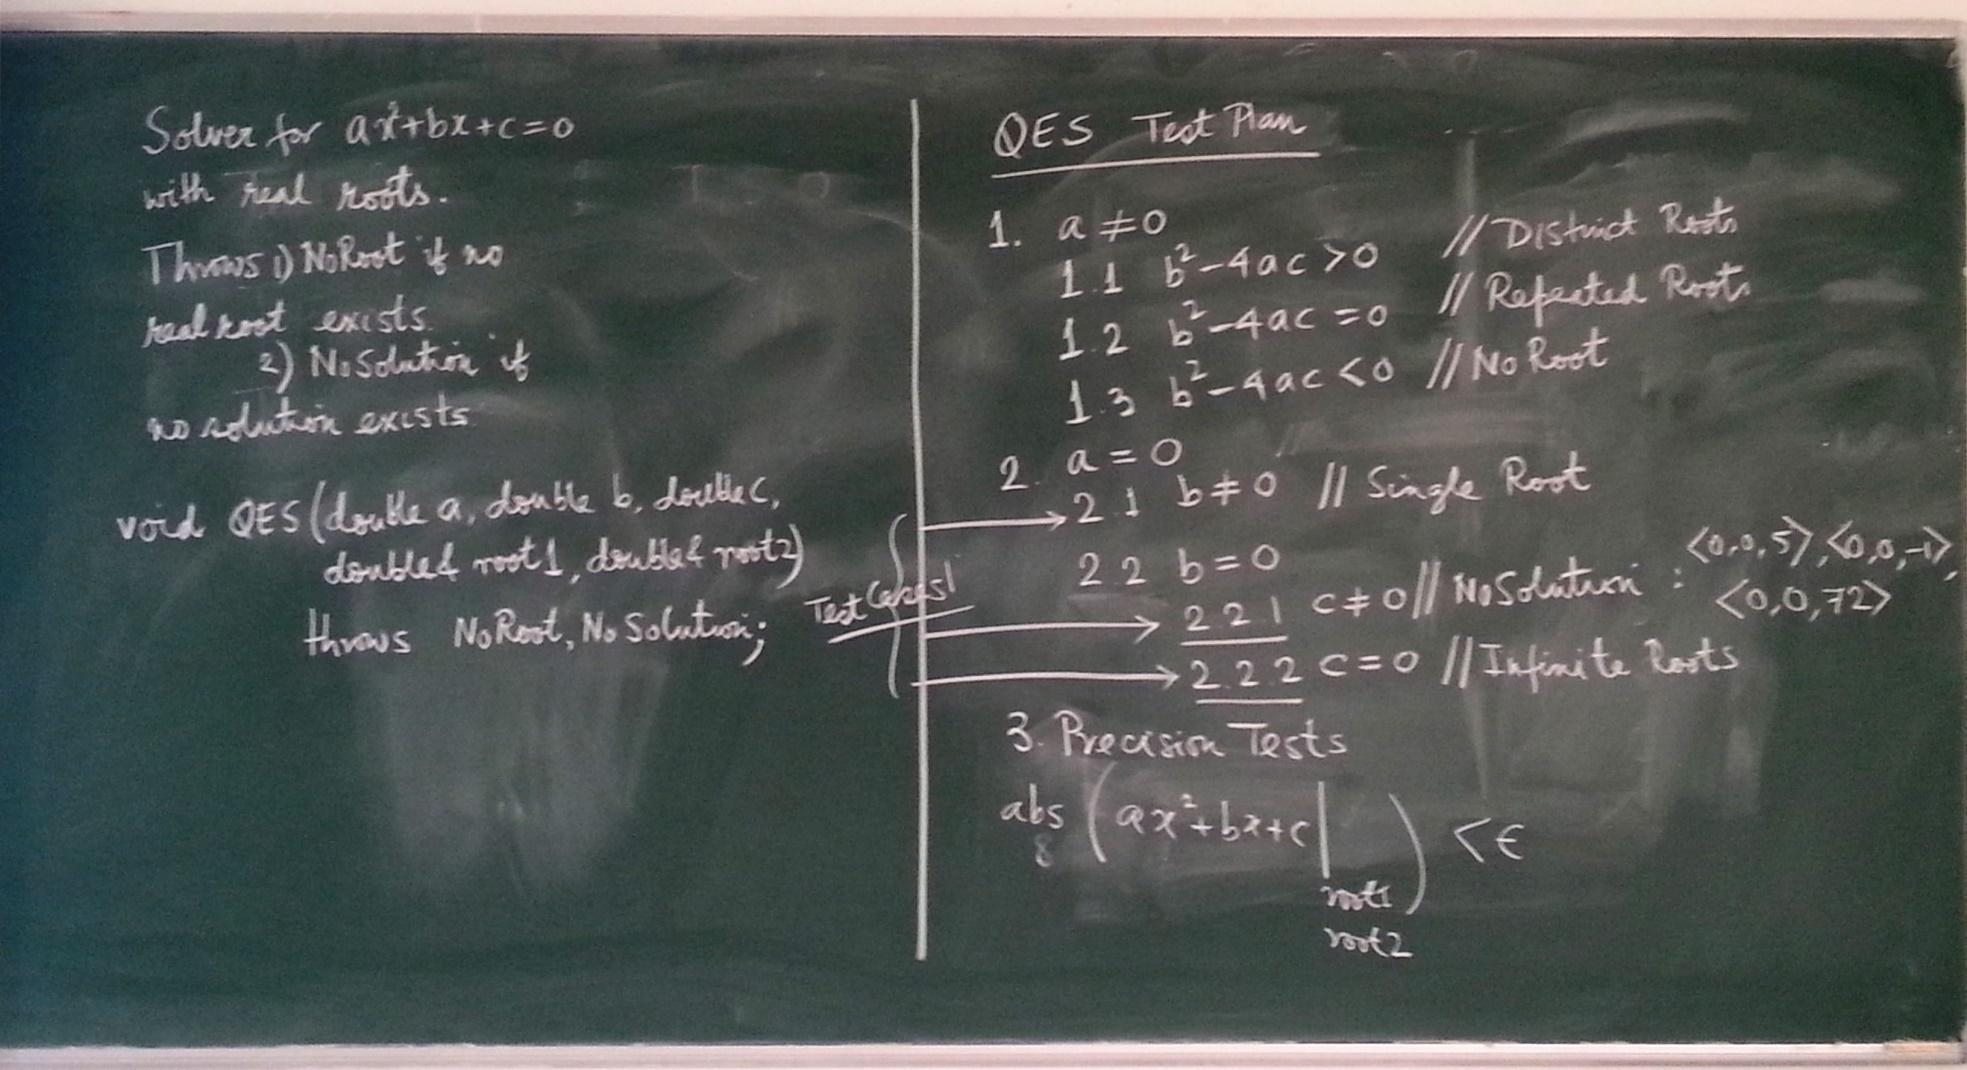 Solver for ax²+bx+c=0
with real roots.
Throws 1) NoRoot if no
real root exists.
2) NoSolution if
no solution exists
void QES(double a, double b, double c,
double& root1, double& root2)
throws NoRoot, NoSolution;
Test Cases!
QES Test Plan
1. a ≠ 0
1.1 b²-4ac > 0 // Distinct Roots
1.2 b²-4ac = 0 // Repeated Roots
1.3 b²-4ac < 0 // No Root
2. a = 0
2.1 b ≠ 0 // Single Root
2.2 b = 0
2.2.1 c ≠ 0 // NoSolution : <0,0,5>, <0,0,-1>,
<0,0,72>
2.2.2 c = 0 // Infinite Roots
3. Precision Tests
abs ( ax²+bx+c | ) < ϵ
8
root1
root2